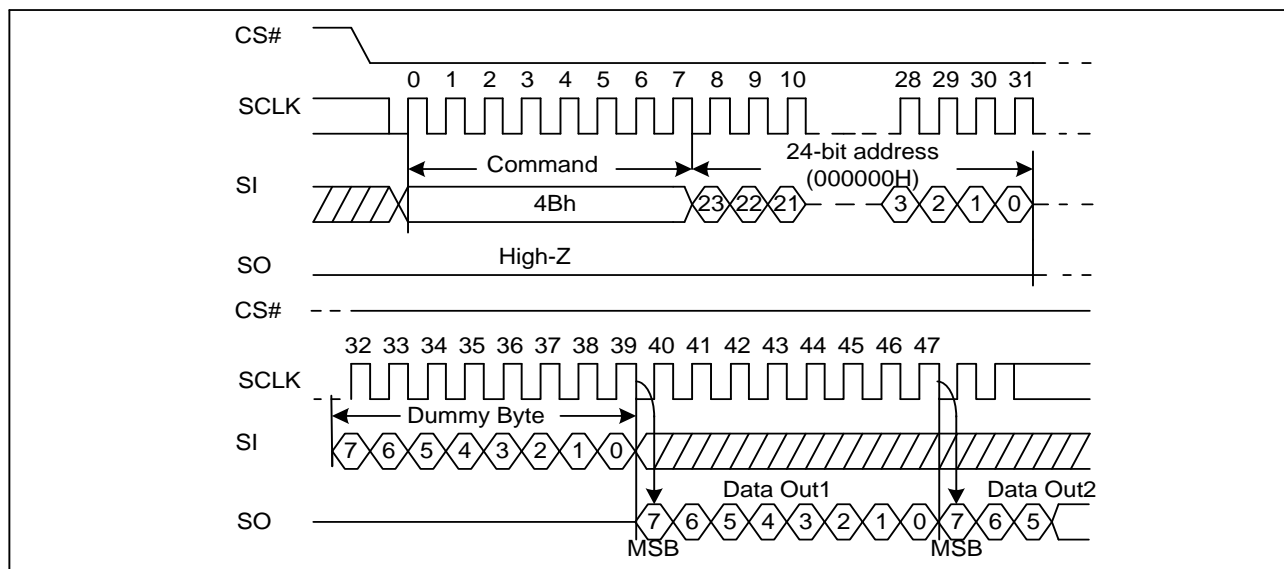 CS#
0 1 2 3 4 5 6 7 8 9 10 28 29 30 31
SCLK
Command 24-bit address
(000000H)
SI
4Bh 23 22 21 3 2 1 0
High-Z
SO
CS#
32 33 34 35 36 37 38 39 40 41 42 43 44 45 46 47
SCLK
Dummy Byte
SI
7 6 5 4 3 2 1 0
Data Out1 Data Out2
SO
7 6 5 4 3 2 1 0 7 6 5
MSB MSB